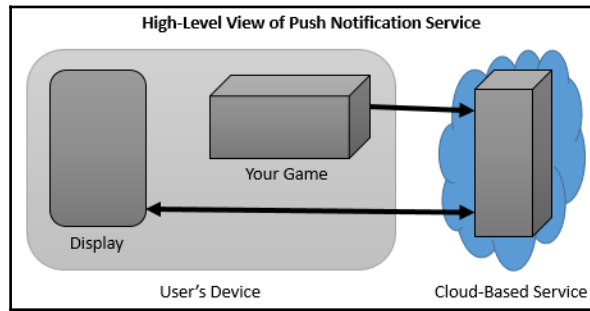 High-Level View of Push Notification Service
Your Game
Display
User's Device
Cloud-Based Service